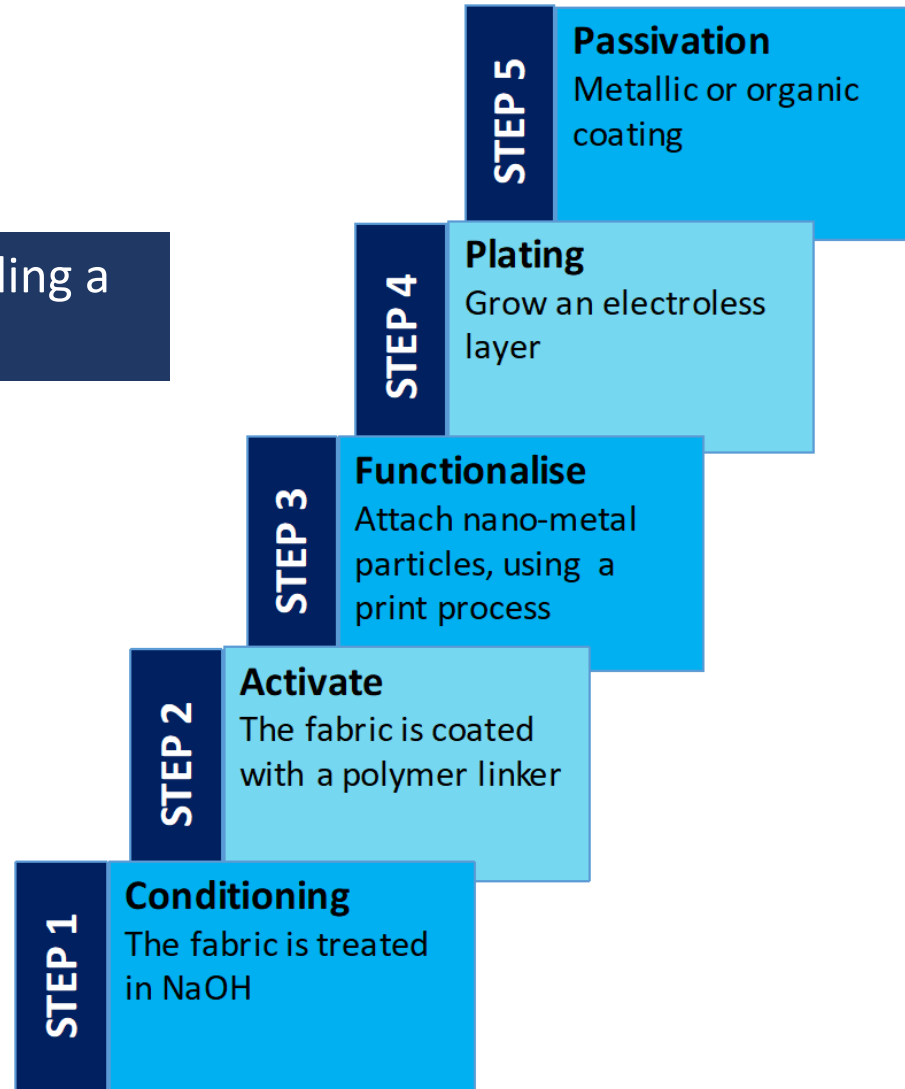 STEP 5
Passivation
Metallic or organic
coating
ling a
STEP 4
Plating
Grow an electroless
layer
STEP 3
Functionalise
Attach nano-metal
particles, using a
print process
STEP 2
Activate
The fabric is coated
with a polymer linker
STEP 1
Conditioning
The fabric is treated
in NaOH